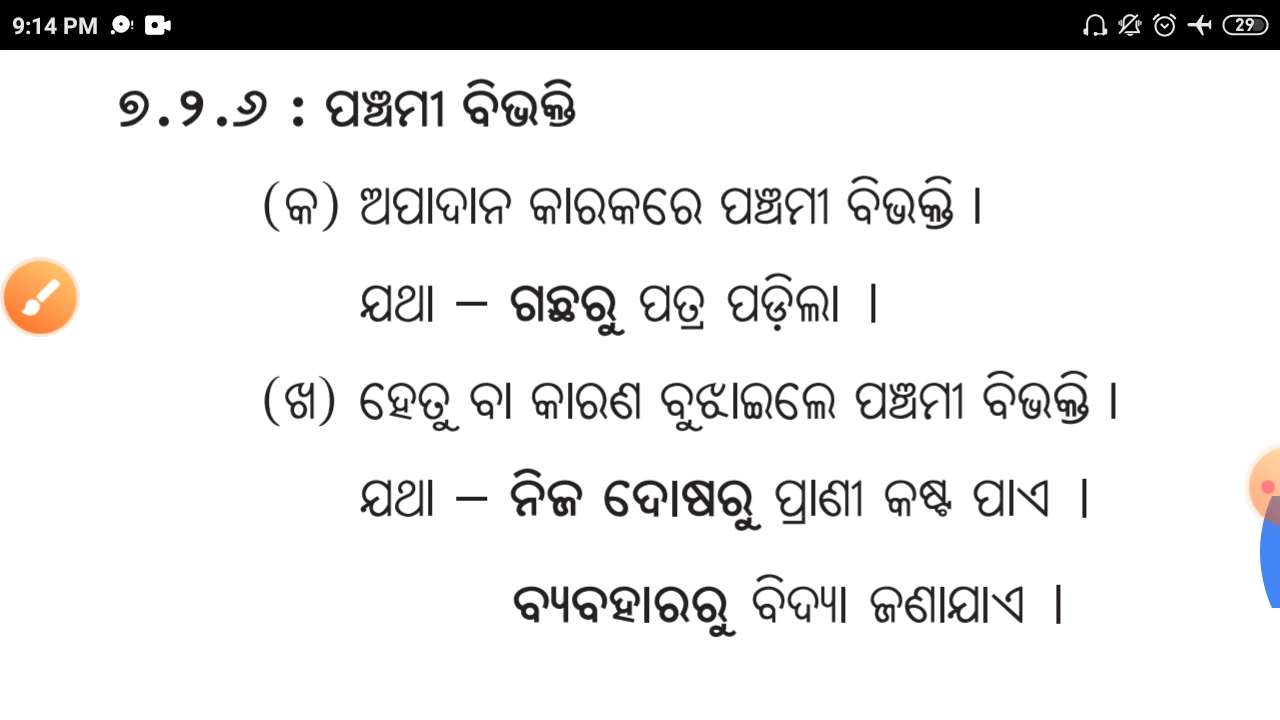 9:14 PM
29
୭.୨.୬ : ପଞ୍ଚମୀ ବିଭକ୍ତି
(କ) ଅପାଦାନ କାରକରେ ପଞ୍ଚମୀ ବିଭକ୍ତି ।
ଯଥା – ଗଛରୁ ପତ୍ର ପଡ଼ିଲା ।
(ଖ) ହେତୁ ବା କାରଣ ବୁଝାଇଲେ ପଞ୍ଚମୀ ବିଭକ୍ତି ।
ଯଥା – ନିଜ ଦୋଷରୁ ପ୍ରାଣୀ କଷ୍ଟ ପାଏ ।
ବ୍ୟବହାରରୁ ବିଦ୍ୟା ଜଣାଯାଏ ।